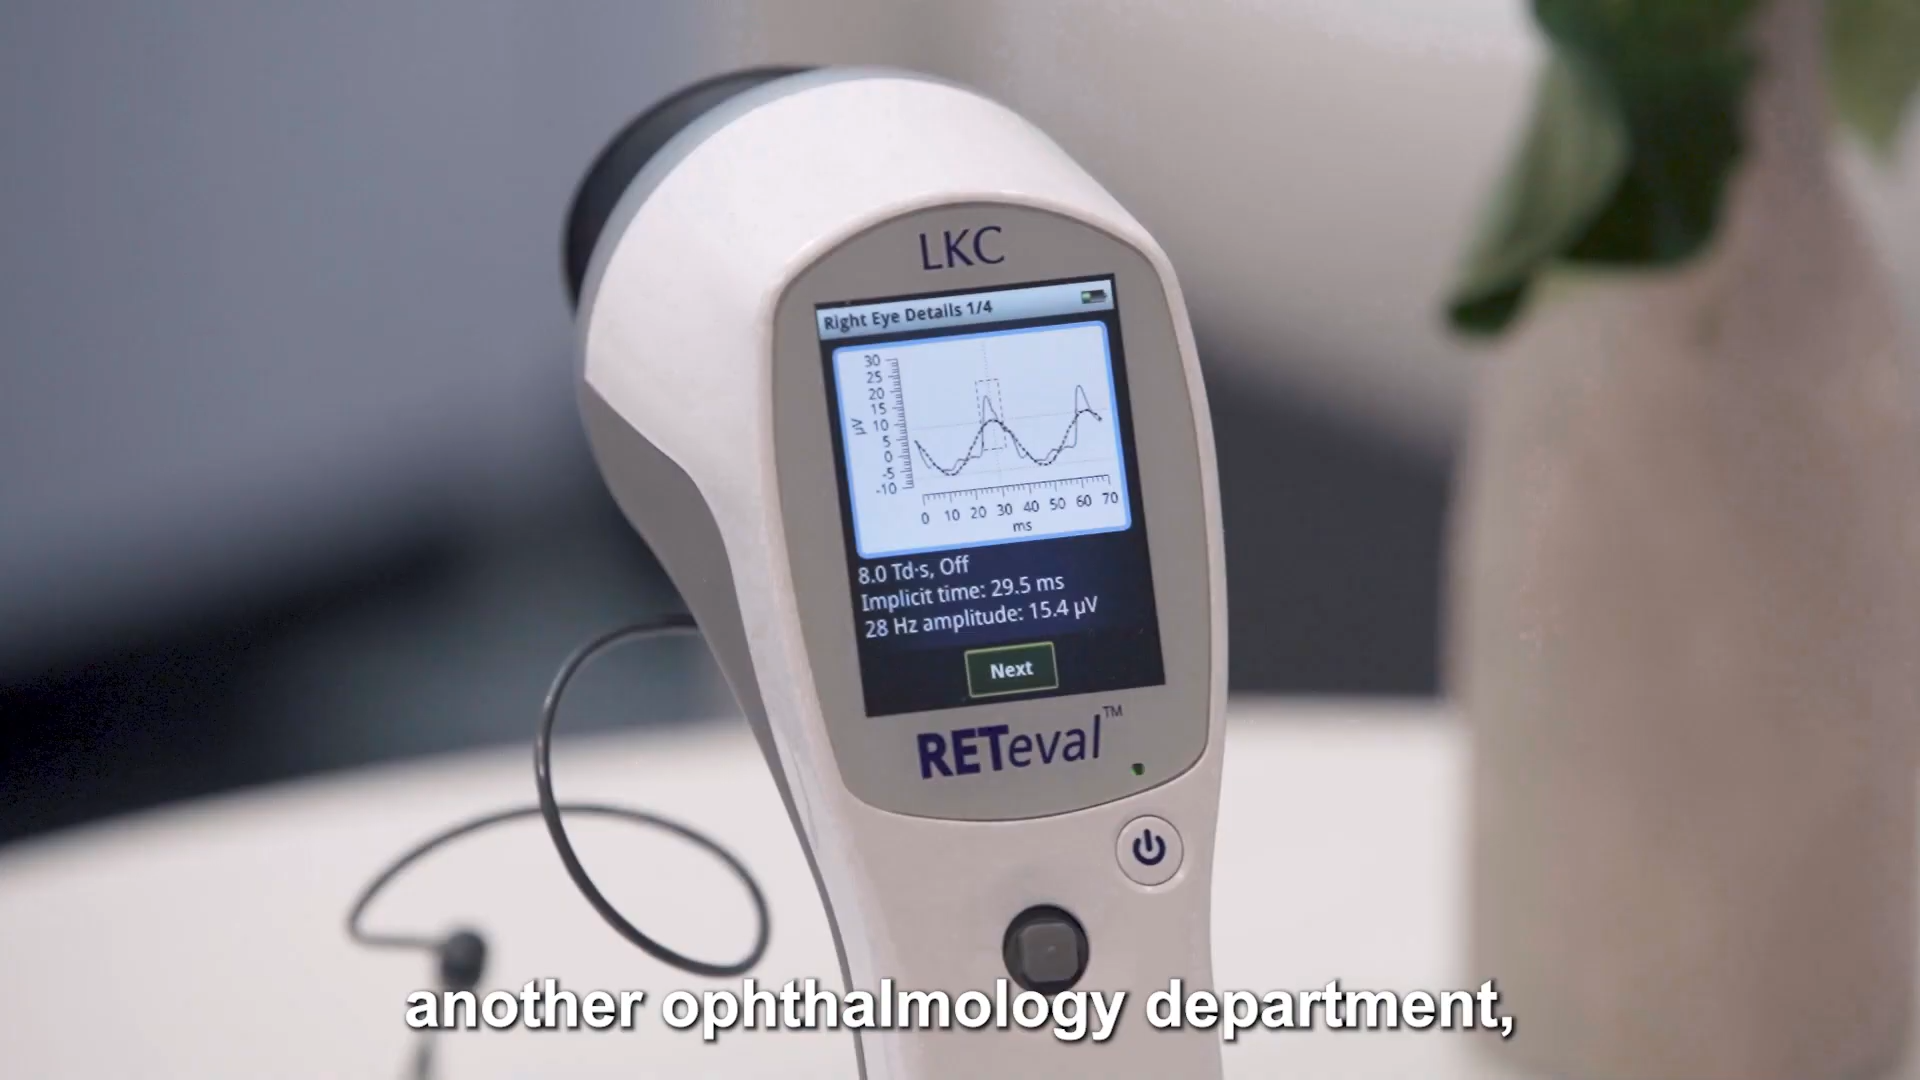 LKC
Right Eye Details 1/4
30
25
20
15
10
5
0
-5
-10
µV
0 10 20 30 40 50 60 70
ms
8.0 Td·s, Off
Implicit time: 29.5 ms
28 Hz amplitude: 15.4 µV
Next
RETeval™
another ophthalmology department,